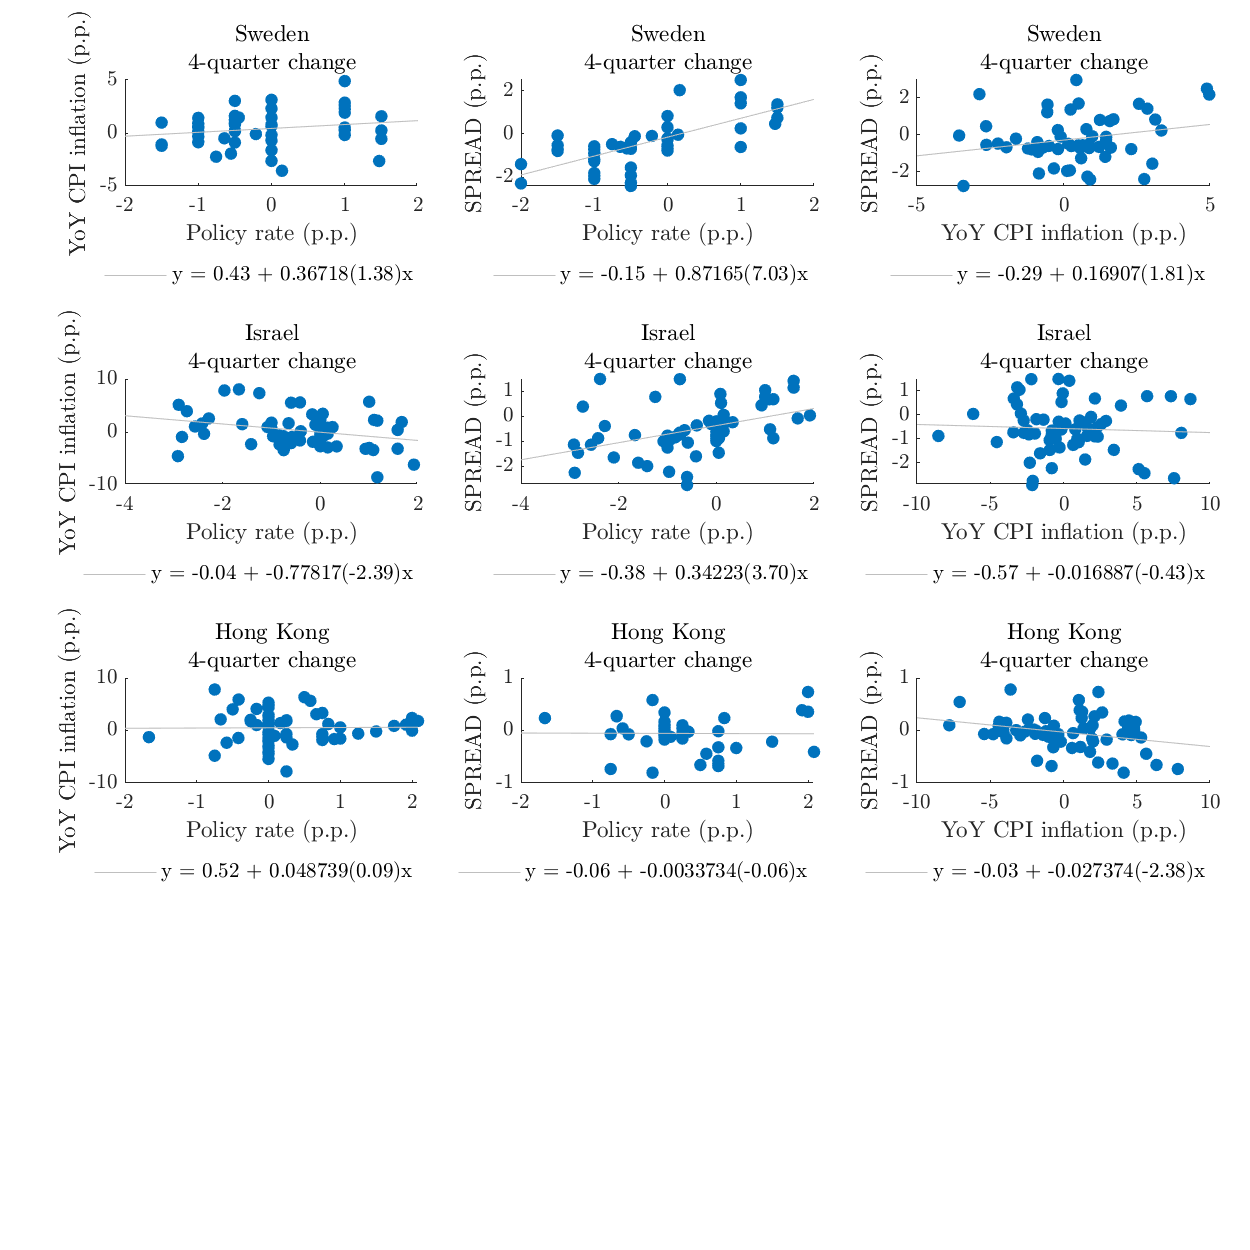 Sweden
4-quarter change
YoY CPI inflation (p.p.)
5
0
-5
-2 -1 0 1 2
Policy rate (p.p.)
y = 0.43 + 0.36718(1.38)x
Sweden
4-quarter change
SPREAD (p.p.)
2
0
-2
-2 -1 0 1 2
Policy rate (p.p.)
y = -0.15 + 0.87165(7.03)x
Sweden
4-quarter change
SPREAD (p.p.)
2
0
-2
-5 0 5
YoY CPI inflation (p.p.)
y = -0.29 + 0.16907(1.81)x
Israel
4-quarter change
YoY CPI inflation (p.p.)
10
0
-10
-4 -2 0 2
Policy rate (p.p.)
y = -0.04 + -0.77817(-2.39)x
Israel
4-quarter change
SPREAD (p.p.)
1
0
-1
-2
-4 -2 0 2
Policy rate (p.p.)
y = -0.38 + 0.34223(3.70)x
Israel
4-quarter change
SPREAD (p.p.)
1
0
-1
-2
-10 -5 0 5 10
YoY CPI inflation (p.p.)
y = -0.57 + -0.016887(-0.43)x
Hong Kong
4-quarter change
YoY CPI inflation (p.p.)
10
0
-10
-2 -1 0 1 2
Policy rate (p.p.)
y = 0.52 + 0.048739(0.09)x
Hong Kong
4-quarter change
SPREAD (p.p.)
1
0
-1
-2 -1 0 1 2
Policy rate (p.p.)
y = -0.06 + -0.0033734(-0.06)x
Hong Kong
4-quarter change
SPREAD (p.p.)
1
0
-1
-10 -5 0 5 10
YoY CPI inflation (p.p.)
y = -0.03 + -0.027374(-2.38)x